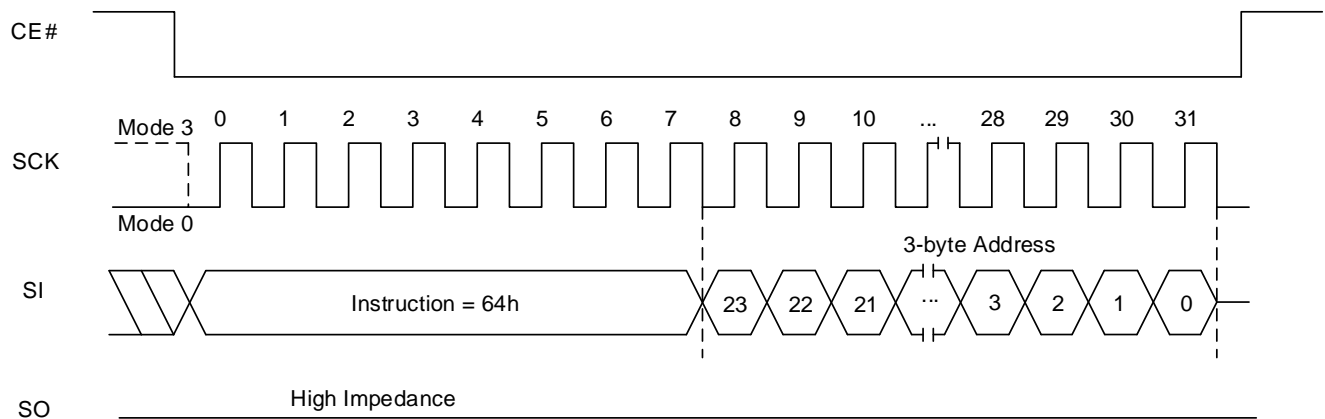 CE#
Mode 3
0 1 2 3 4 5 6 7 8 9 10 ... 28 29 30 31
SCK
Mode 0
3-byte Address
SI
Instruction = 64h
23 22 21 ... 3 2 1 0
High Impedance
SO